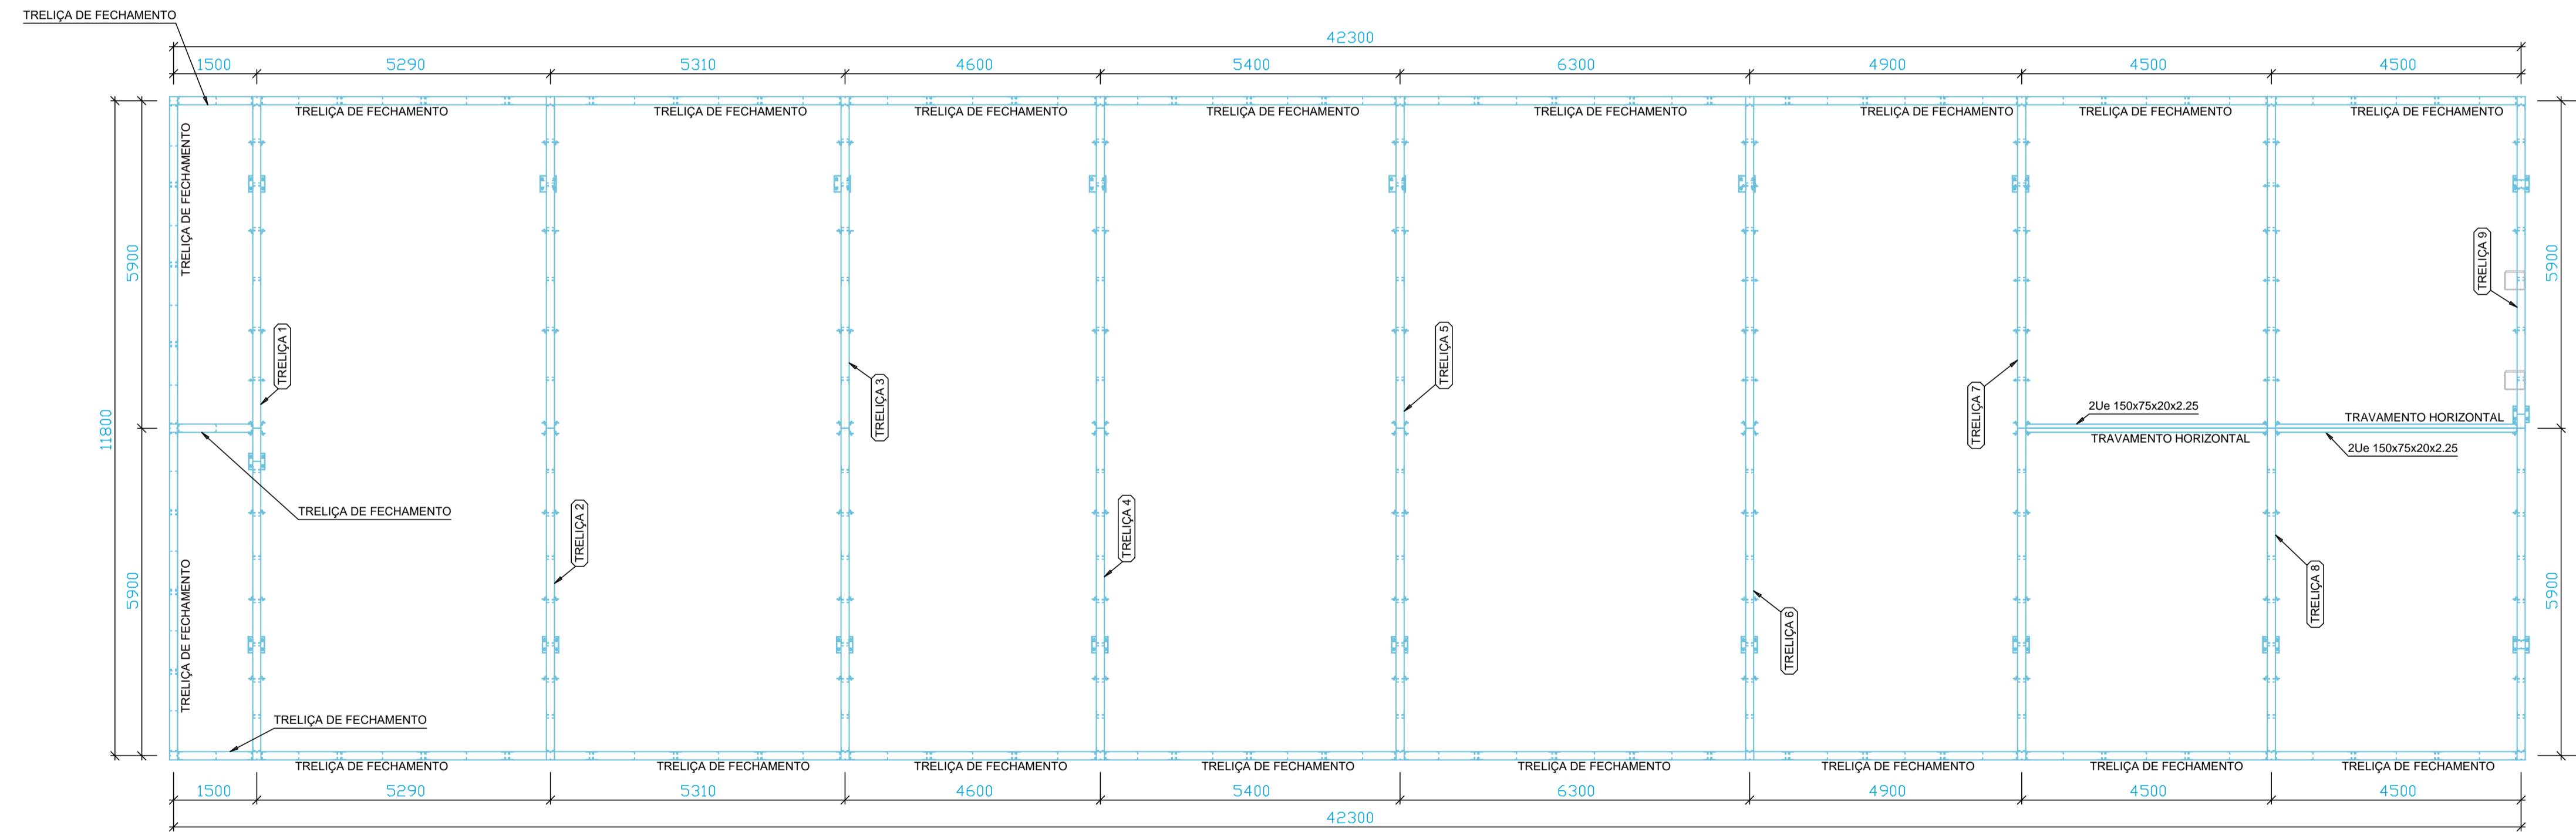 TRELIÇA DE FECHAMENTO
42300
1500 5290 5310 4600 5400 6300 4900 4500 4500
TRELIÇA DE FECHAMENTO TRELIÇA DE FECHAMENTO TRELIÇA DE FECHAMENTO TRELIÇA DE FECHAMENTO TRELIÇA DE FECHAMENTO TRELIÇA DE FECHAMENTO TRELIÇA DE FECHAMENTO TRELIÇA DE FECHAMENTO
TRELIÇA DE FECHAMENTO
5900
11800
5900
TRELIÇA DE FECHAMENTO
TRELIÇA 1
TRELIÇA 2
TRELIÇA 3
TRELIÇA 4
TRELIÇA 5
TRELIÇA 6
TRELIÇA 7
TRELIÇA 8
TRELIÇA 9
5900
5900
2Ue 150x75x20x2.25
TRAVAMENTO HORIZONTAL
TRAVAMENTO HORIZONTAL
2Ue 150x75x20x2.25
TRELIÇA DE FECHAMENTO
TRELIÇA DE FECHAMENTO
TRELIÇA DE FECHAMENTO TRELIÇA DE FECHAMENTO TRELIÇA DE FECHAMENTO TRELIÇA DE FECHAMENTO TRELIÇA DE FECHAMENTO TRELIÇA DE FECHAMENTO TRELIÇA DE FECHAMENTO TRELIÇA DE FECHAMENTO
1500 5290 5310 4600 5400 6300 4900 4500 4500
42300